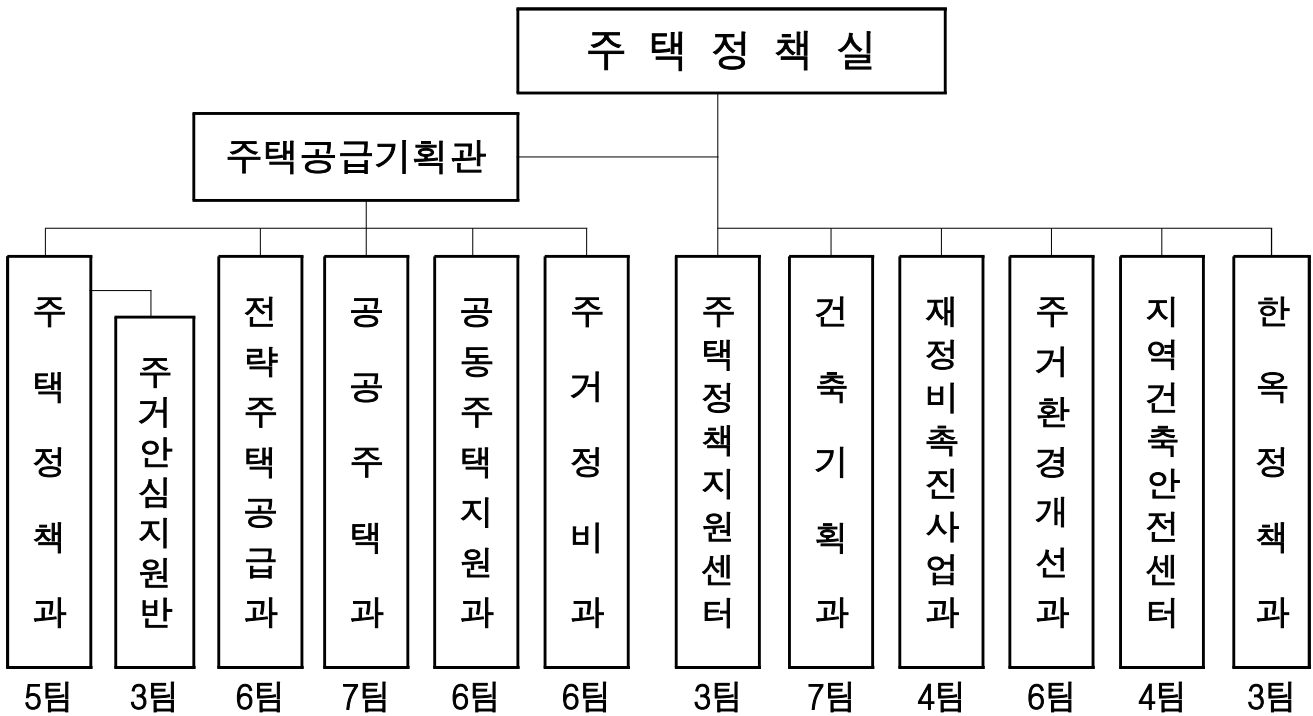 주 택 정 책 실
주택공급기획관
주택정책과
주거안심지원반
전략주택공급과
공공주택과
공동주택지원과
주거정비과
주택정책지원센터
건축기획과
재정비촉진사업과
주거환경개선과
지역건축안전센터
한옥정책과
5팀 3팀 6팀 7팀 6팀 6팀 3팀 7팀 4팀 6팀 4팀 3팀